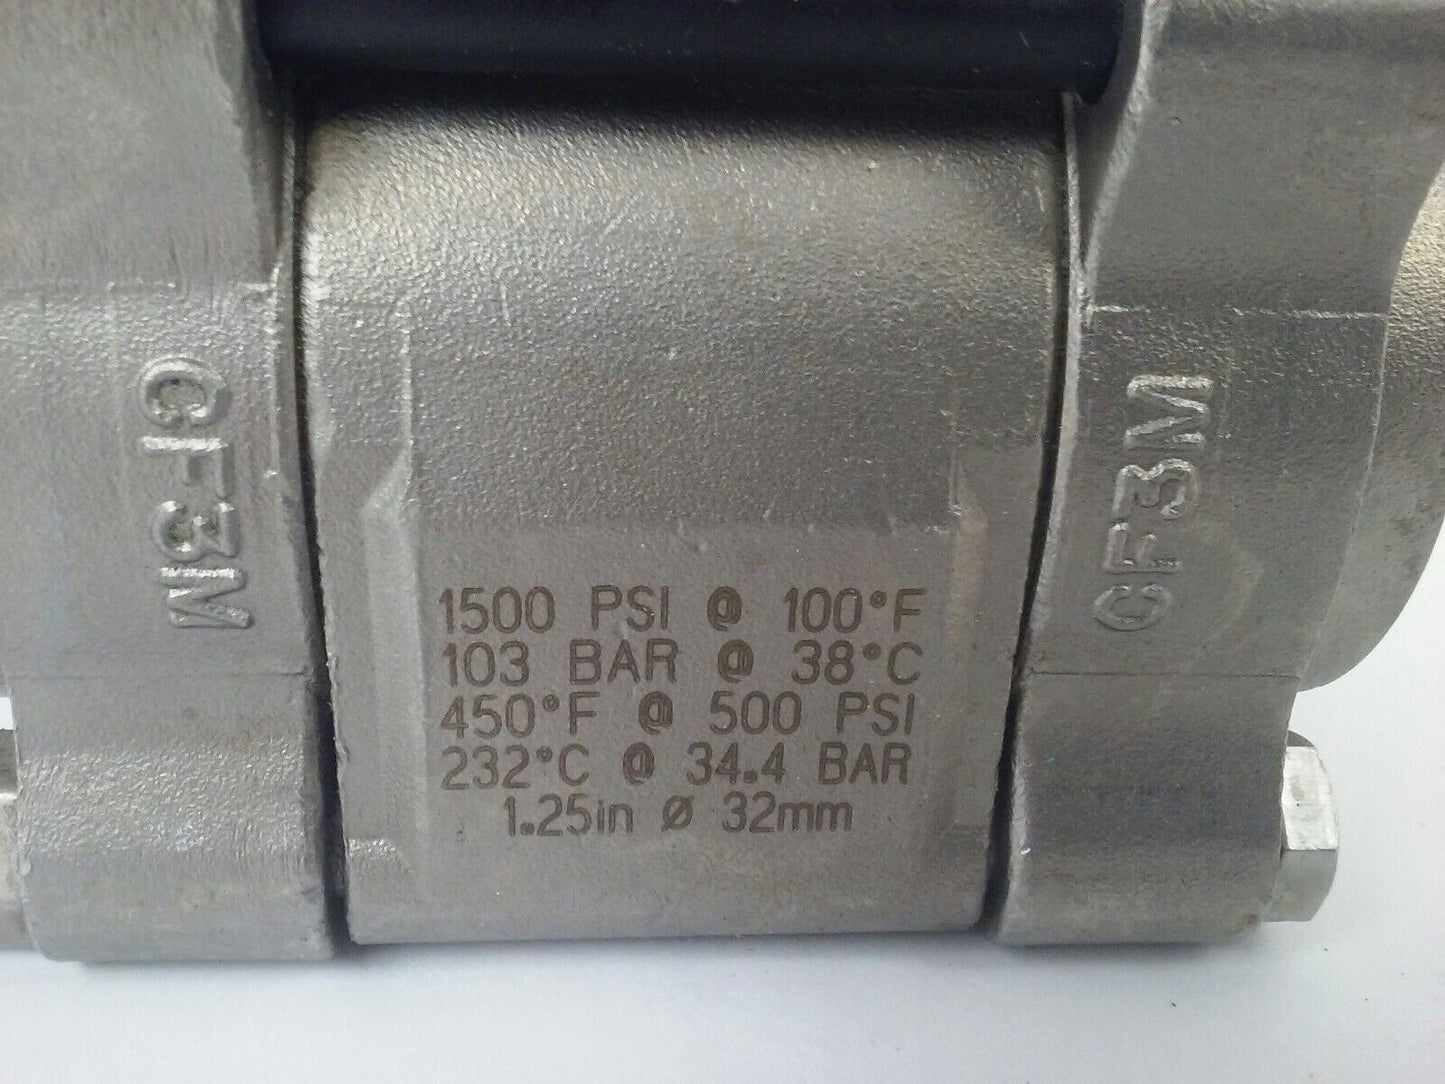 CF3M
CF3M
1500 PSI @ 100°F
103 BAR @ 38°C
450°F @ 500 PSI
232°C @ 34.4 BAR
1.25in Ø 32mm